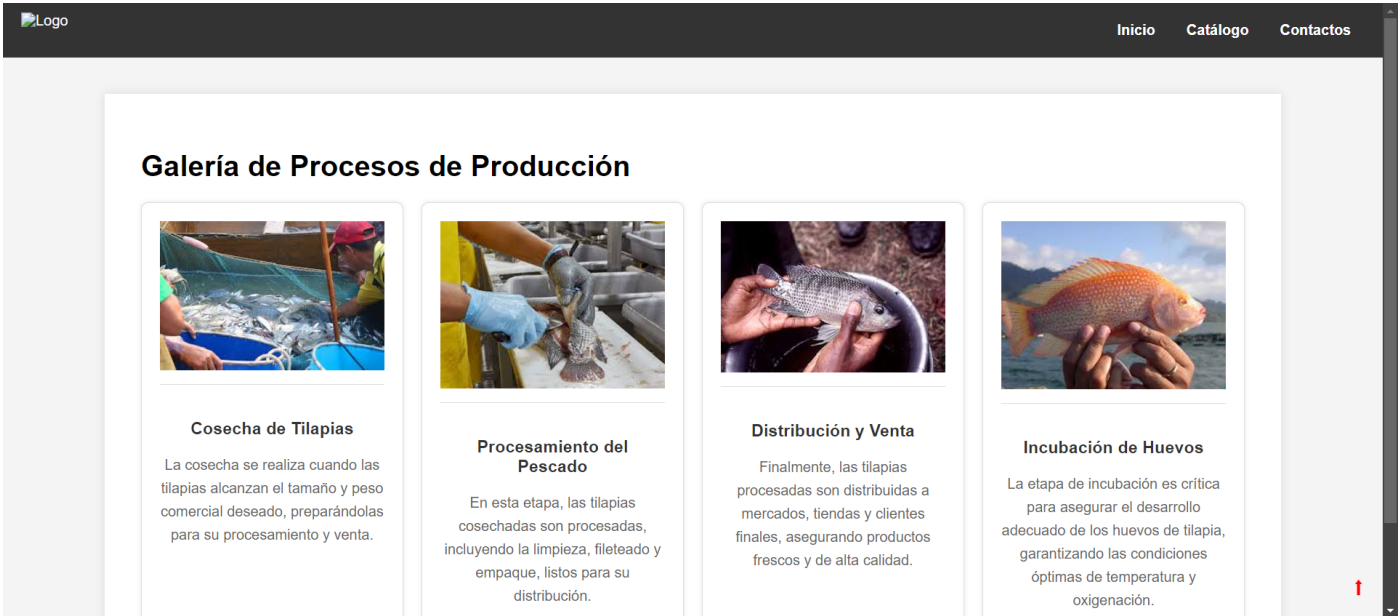 Logo
Inicio Catálogo Contactos
Galería de Procesos de Producción
Cosecha de Tilapias
La cosecha se realiza cuando las
tilapias alcanzan el tamaño y peso
comercial deseado, preparándolas
para su procesamiento y venta.
Procesamiento del
Pescado
En esta etapa, las tilapias
cosechadas son procesadas,
incluyendo la limpieza, fileteado y
empaque, listos para su
distribución.
Distribución y Venta
Finalmente, las tilapias
procesadas son distribuidas a
mercados, tiendas y clientes
finales, asegurando productos
frescos y de alta calidad.
Incubación de Huevos
La etapa de incubación es crítica
para asegurar el desarrollo
adecuado de los huevos de tilapia,
garantizando las condiciones
óptimas de temperatura y
oxigenación.